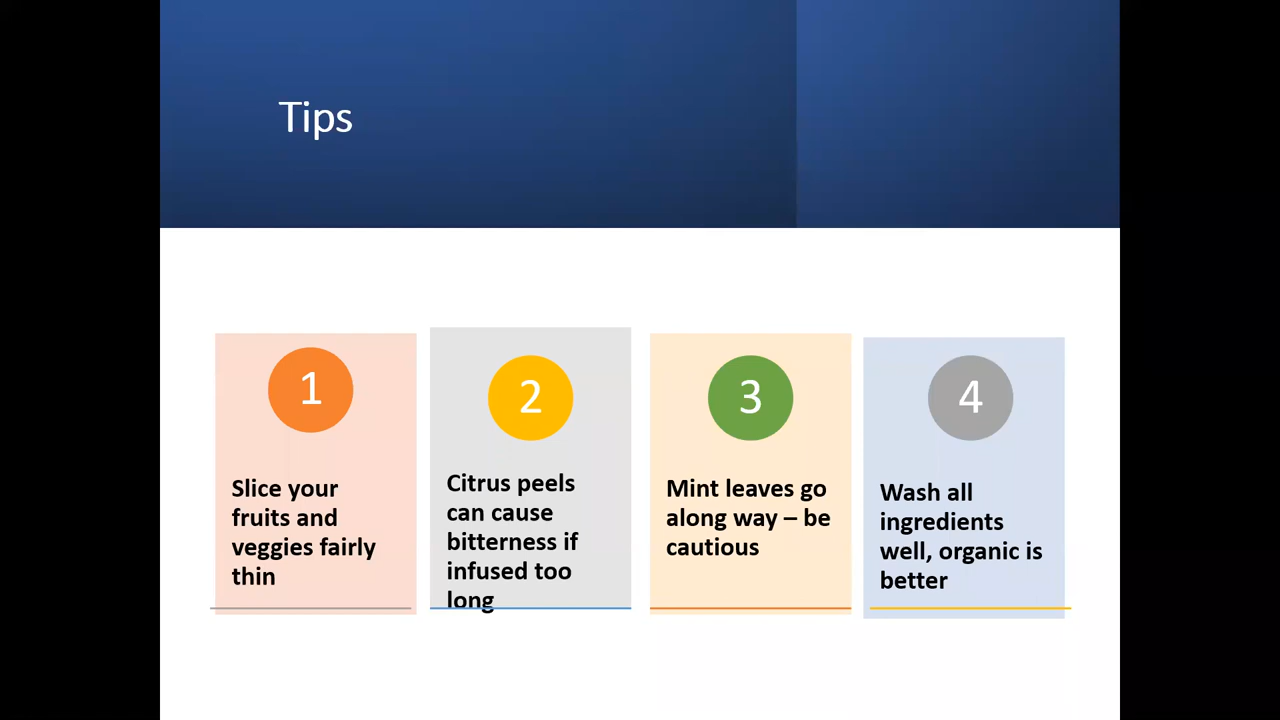 Tips
1
Slice your
fruits and
veggies fairly
thin
2
Citrus peels
can cause
bitterness if
infused too
long
3
Mint leaves go
along way – be
cautious
4
Wash all
ingredients
well, organic is
better